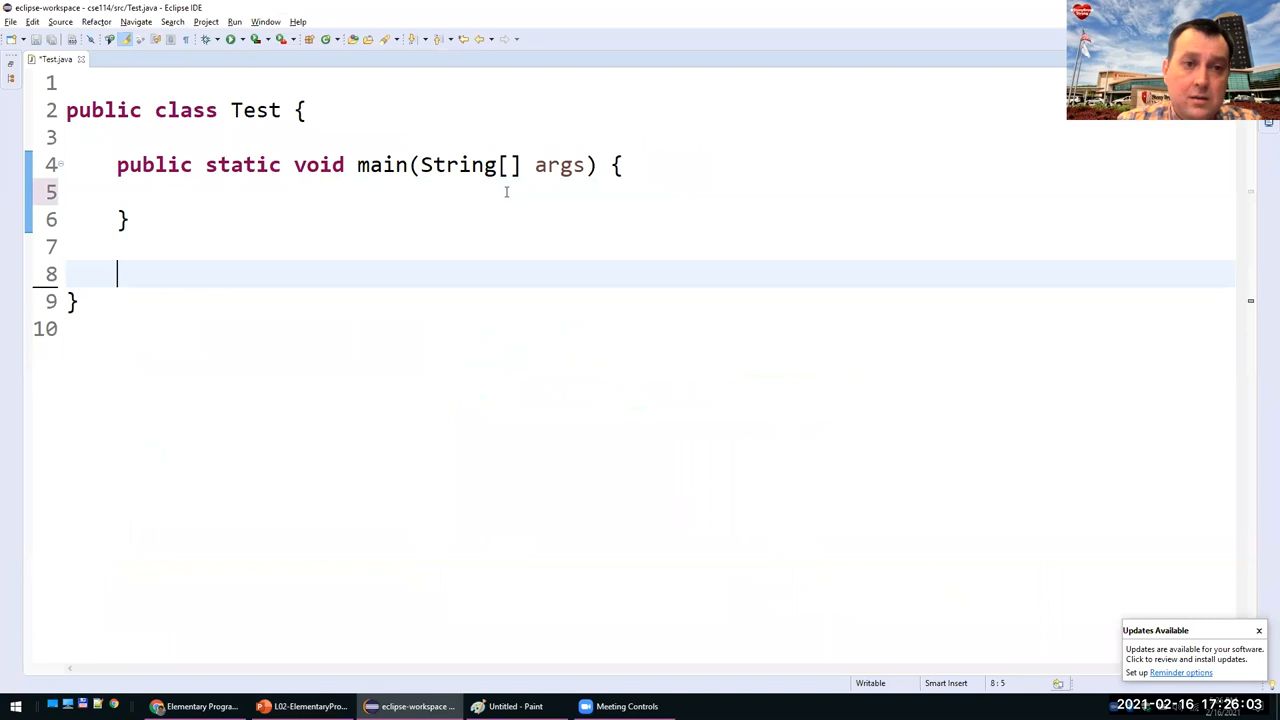 eclipse-workspace - cse114/src/Test.java - Eclipse IDE
File Edit Source Refactor Navigate Search Project Run Window Help
*Test.java
1
2 public class Test {
3
4 public static void main(String[] args) {
5
6 }
7
8
9 }
10
Updates Available
Updates are available for your software.
Click to review and install updates.
Set up Reminder options
Writable Smart Insert 8 : 5
Elementary Progra... L02-ElementaryPro... eclipse-workspace ... Untitled - Paint Meeting Controls
2021-02-16 17:26:03